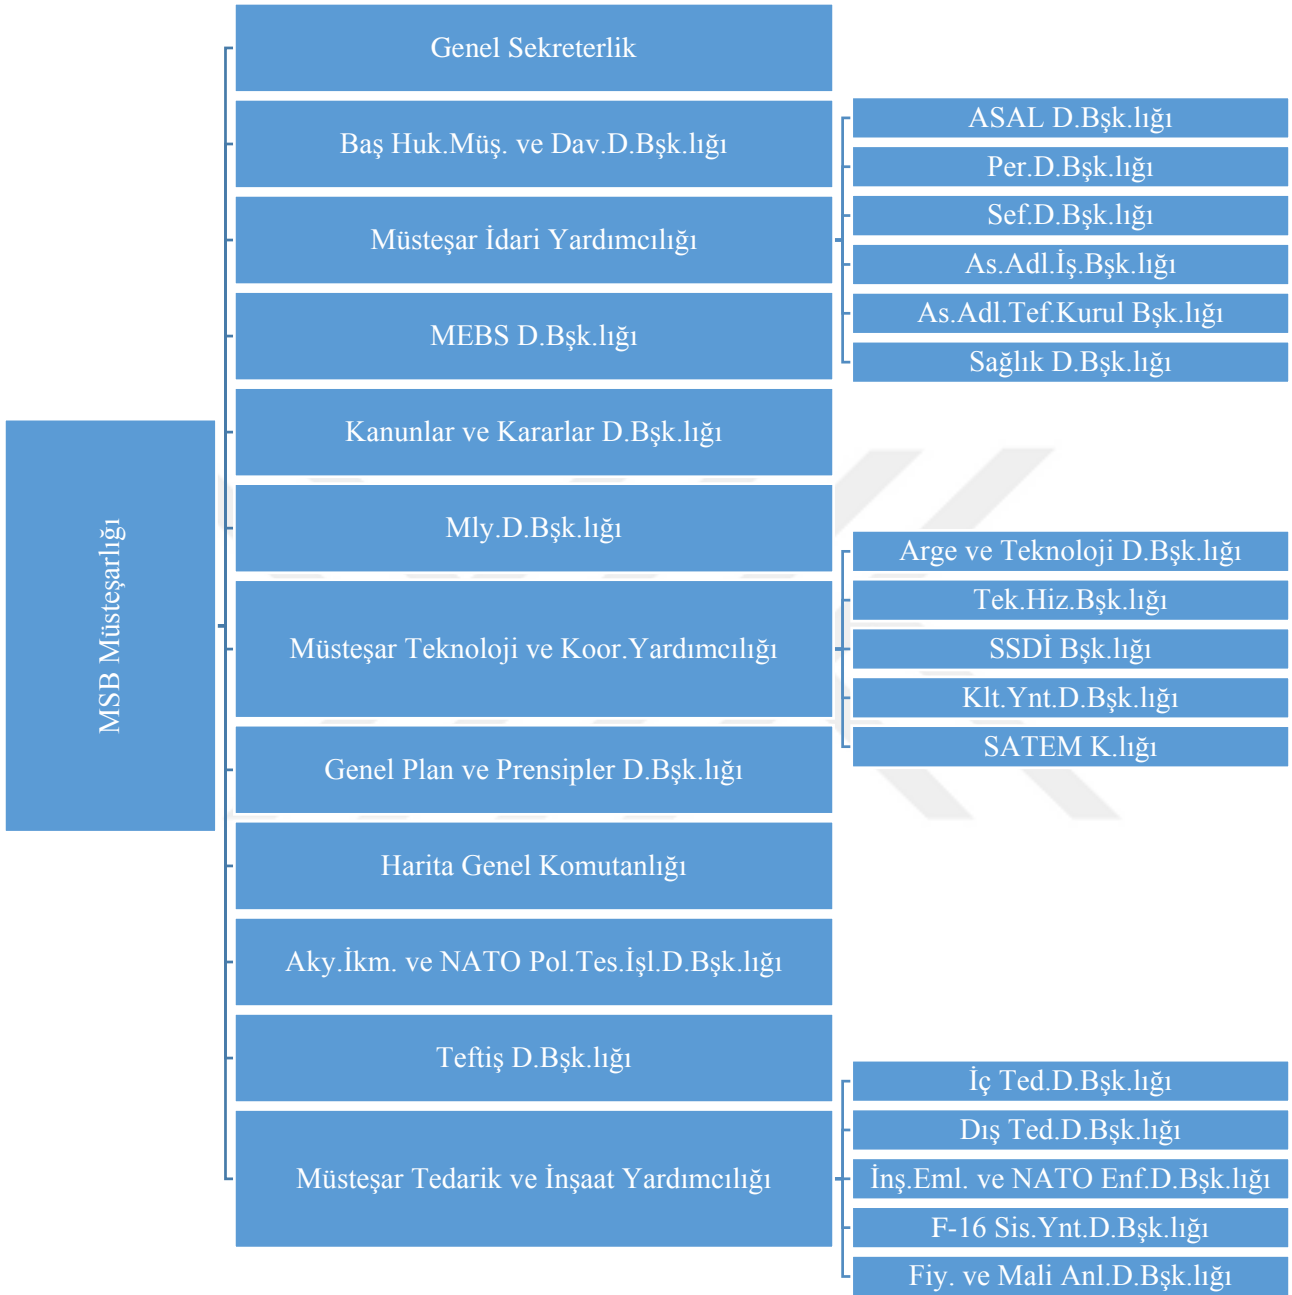 MSB Müsteşarlığı
Genel Sekreterlik
Baş Huk.Müş. ve Dav.D.Bşk.lığı
Müsteşar İdari Yardımcılığı
ASAL D.Bşk.lığı
Per.D.Bşk.lığı
Sef.D.Bşk.lığı
As.Adl.İş.Bşk.lığı
As.Adl.Tef.Kurul Bşk.lığı
Sağlık D.Bşk.lığı
MEBS D.Bşk.lığı
Kanunlar ve Kararlar D.Bşk.lığı
Mly.D.Bşk.lığı
Müsteşar Teknoloji ve Koor.Yardımcılığı
Arge ve Teknoloji D.Bşk.lığı
Tek.Hiz.Bşk.lığı
SSDİ Bşk.lığı
Klt.Ynt.D.Bşk.lığı
SATEM K.lığı
Genel Plan ve Prensipler D.Bşk.lığı
Harita Genel Komutanlığı
Aky.İkm. ve NATO Pol.Tes.İşl.D.Bşk.lığı
Teftiş D.Bşk.lığı
Müsteşar Tedarik ve İnşaat Yardımcılığı
İç Ted.D.Bşk.lığı
Dış Ted.D.Bşk.lığı
İnş.Eml. ve NATO Enf.D.Bşk.lığı
F-16 Sis.Ynt.D.Bşk.lığı
Fiy. ve Mali Anl.D.Bşk.lığı